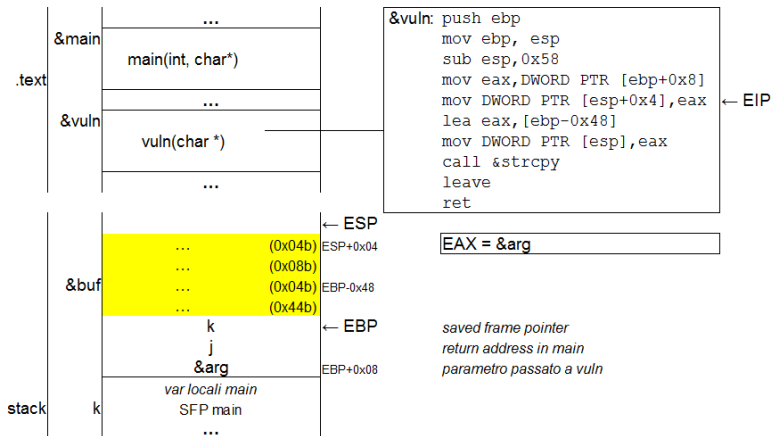 ...
&main
main(int, char*)
.text
...
&vuln
vuln(char *)
...
&vuln: push ebp
mov ebp, esp
sub esp,0x58
mov eax,DWORD PTR [ebp+0x8]
mov DWORD PTR [esp+0x4],eax ← EIP
lea eax,[ebp-0x48]
mov DWORD PTR [esp],eax
call &strcpy
leave
ret
← ESP
... (0x04b) ESP+0x04
EAX = &arg
... (0x08b)
&buf ... (0x04b) EBP-0x48
... (0x44b)
k ← EBP saved frame pointer
j return address in main
&arg EBP+0x08 parametro passato a vuln
var locali main
stack k SFP main
...